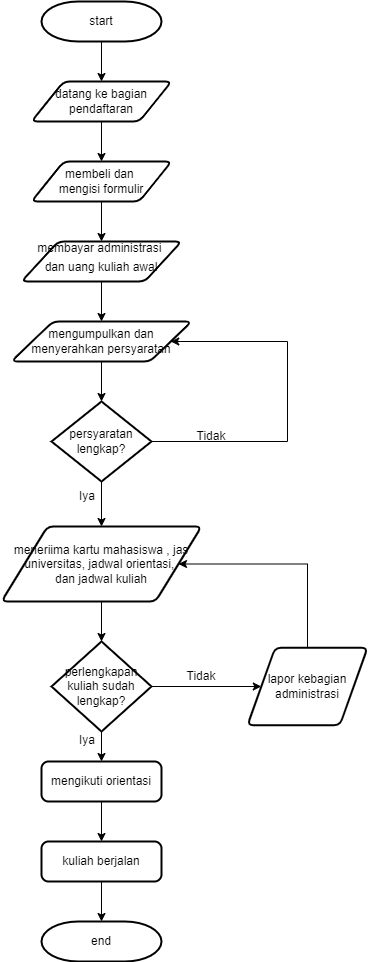 start
datang ke bagian
pendaftaran
membeli dan
mengisi formulir
membayar administrasi
dan uang kuliah awal
mengumpulkan dan
menyerahkan persyaratan
persyaratan
lengkap?
Tidak
Iya
meneriima kartu mahasiswa , jas
universitas, jadwal orientasi,
dan jadwal kuliah
perlengkapan
kuliah sudah
lengkap?
Tidak
lapor kebagian
administrasi
Iya
mengikuti orientasi
kuliah berjalan
end